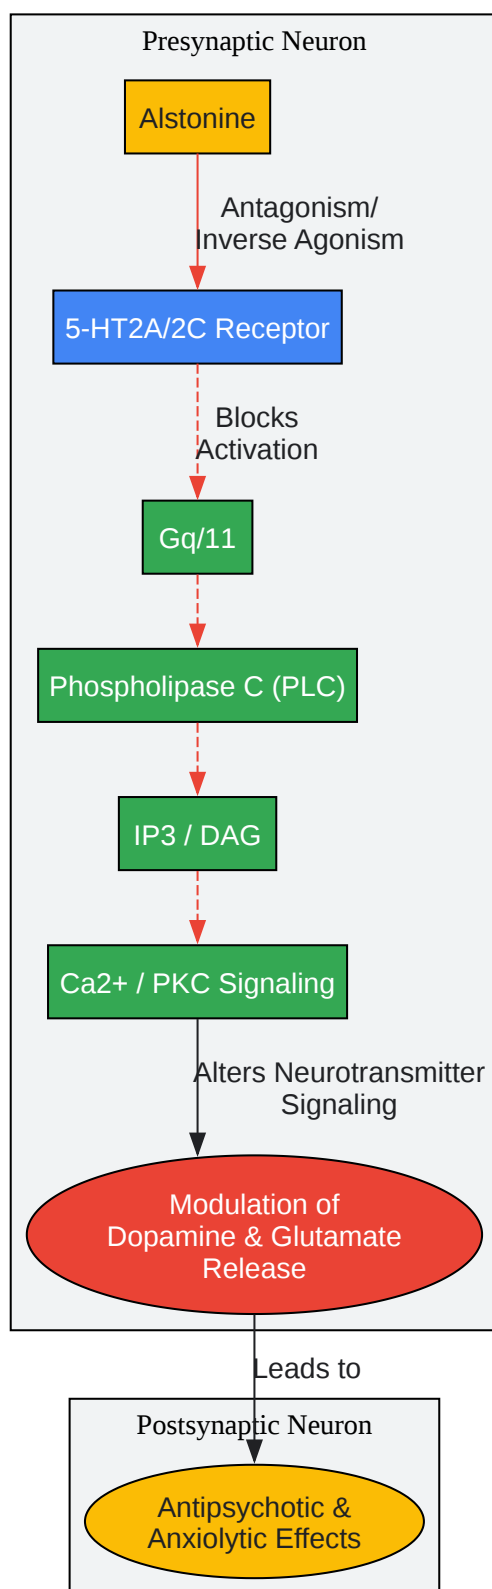 Presynaptic Neuron
Alstonine
Antagonism/
Inverse Agonism
5-HT2A/2C Receptor
Blocks
Activation
Gq/11
Phospholipase C (PLC)
IP3 / DAG
Ca2+ / PKC Signaling
Alters Neurotransmitter
Signaling
Modulation of
Dopamine & Glutamate
Release
Leads to
Postsynaptic Neuron
Antipsychotic &
Anxiolytic Effects